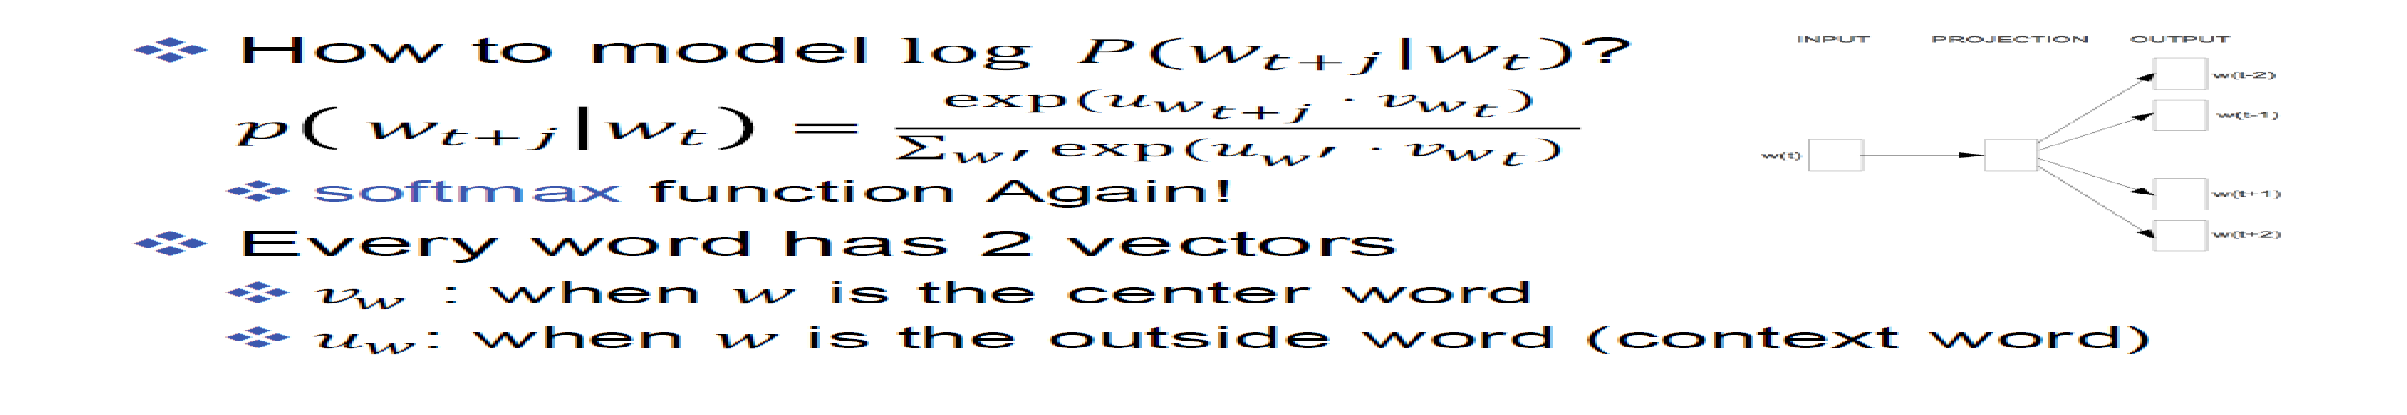 How to model log P(w_{t+j}|w_t)?
p( w_{t+j}|w_t) = exp(u_{w_{t+j}} · v_{w_t}) / Σ_{w′} exp(u_{w′} · v_{w_t})
softmax function Again!
Every word has 2 vectors
v_w : when w is the center word
u_w: when w is the outside word (context word)
INPUT PROJECTION OUTPUT
w(t-2)
w(t-1)
w(t)
w(t+1)
w(t+2)